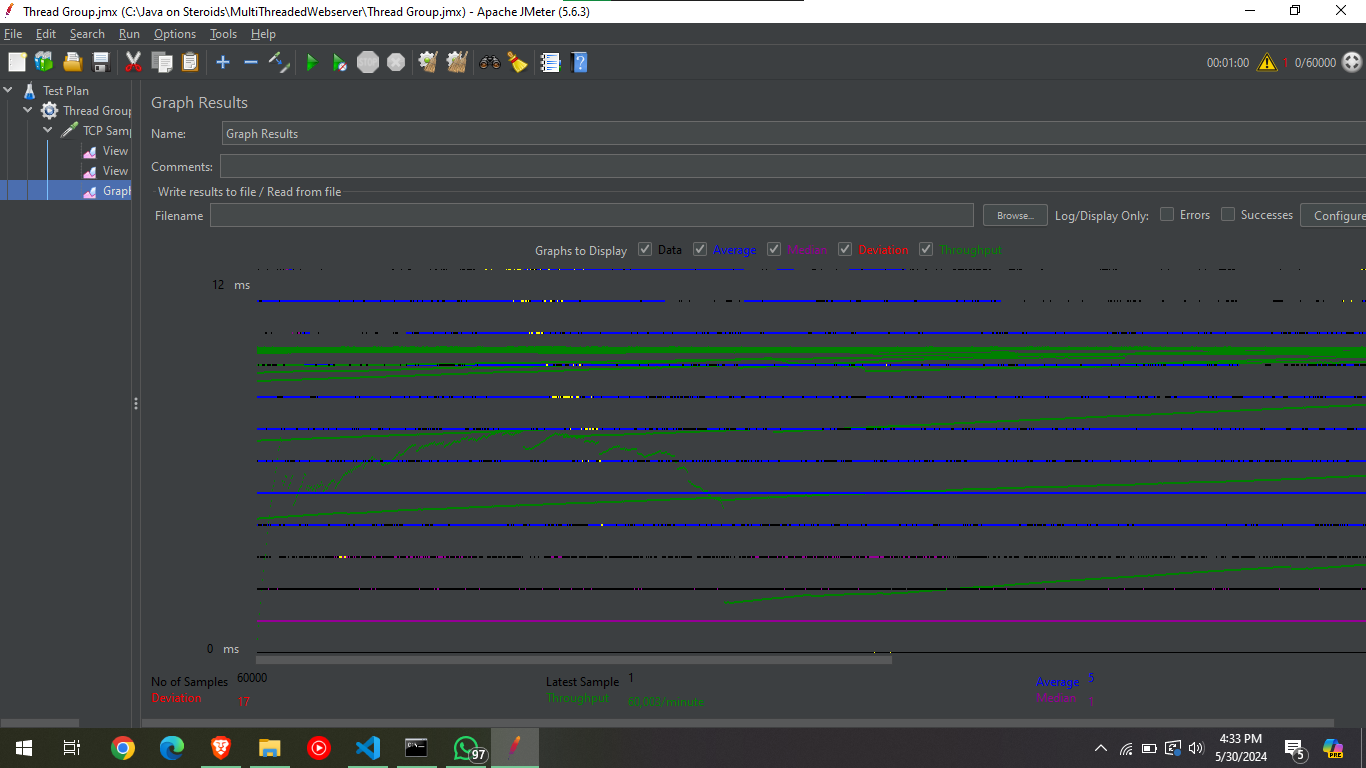 Thread Group.jmx (C:\Java on Steroids\MultiThreadedWebserver\Thread Group.jmx) - Apache JMeter (5.6.3)
File Edit Search Run Options Tools Help
STOP 00:01:00 1 0/60000
Test Plan
Thread Group
TCP Samp
View
View
Graph
Graph Results
Name: Graph Results
Comments:
Write results to file / Read from file
Filename Browse... Log/Display Only: Errors Successes Configure
Graphs to Display Data Average Median Deviation Throughput
12 ms
0 ms
No of Samples 60000 Latest Sample 1 Average 5
Deviation 17 Throughput 60,003/minute Median 1
97
4:33 PM
5/30/2024
5
PRE